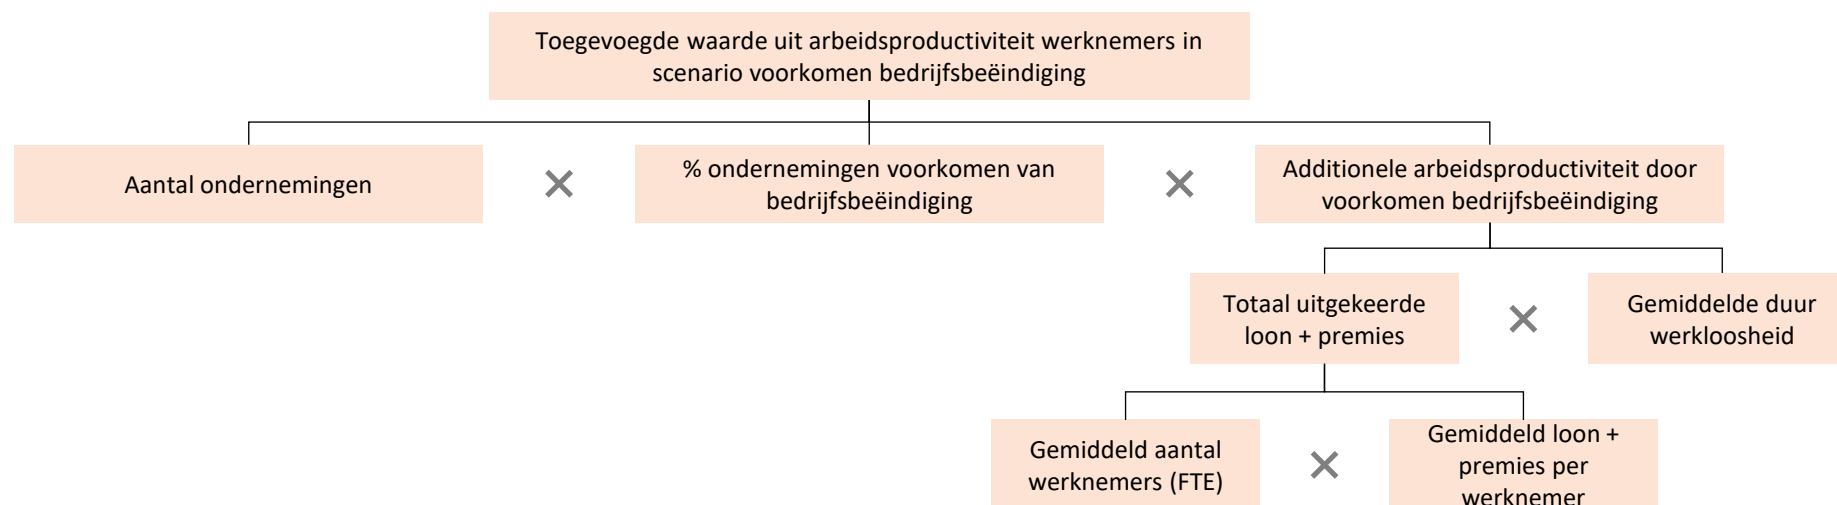 Toegevoegde waarde uit arbeidsproductiviteit werknemers in
scenario voorkomen bedrijfsbeëindiging
Aantal ondernemingen
×
% ondernemingen voorkomen van
bedrijfsbeëindiging
×
Additionele arbeidsproductiviteit door
voorkomen bedrijfsbeëindiging
Totaal uitgekeerde
loon + premies
×
Gemiddelde duur
werkloosheid
Gemiddeld aantal
werknemers (FTE)
×
Gemiddeld loon +
premies per
werknemer